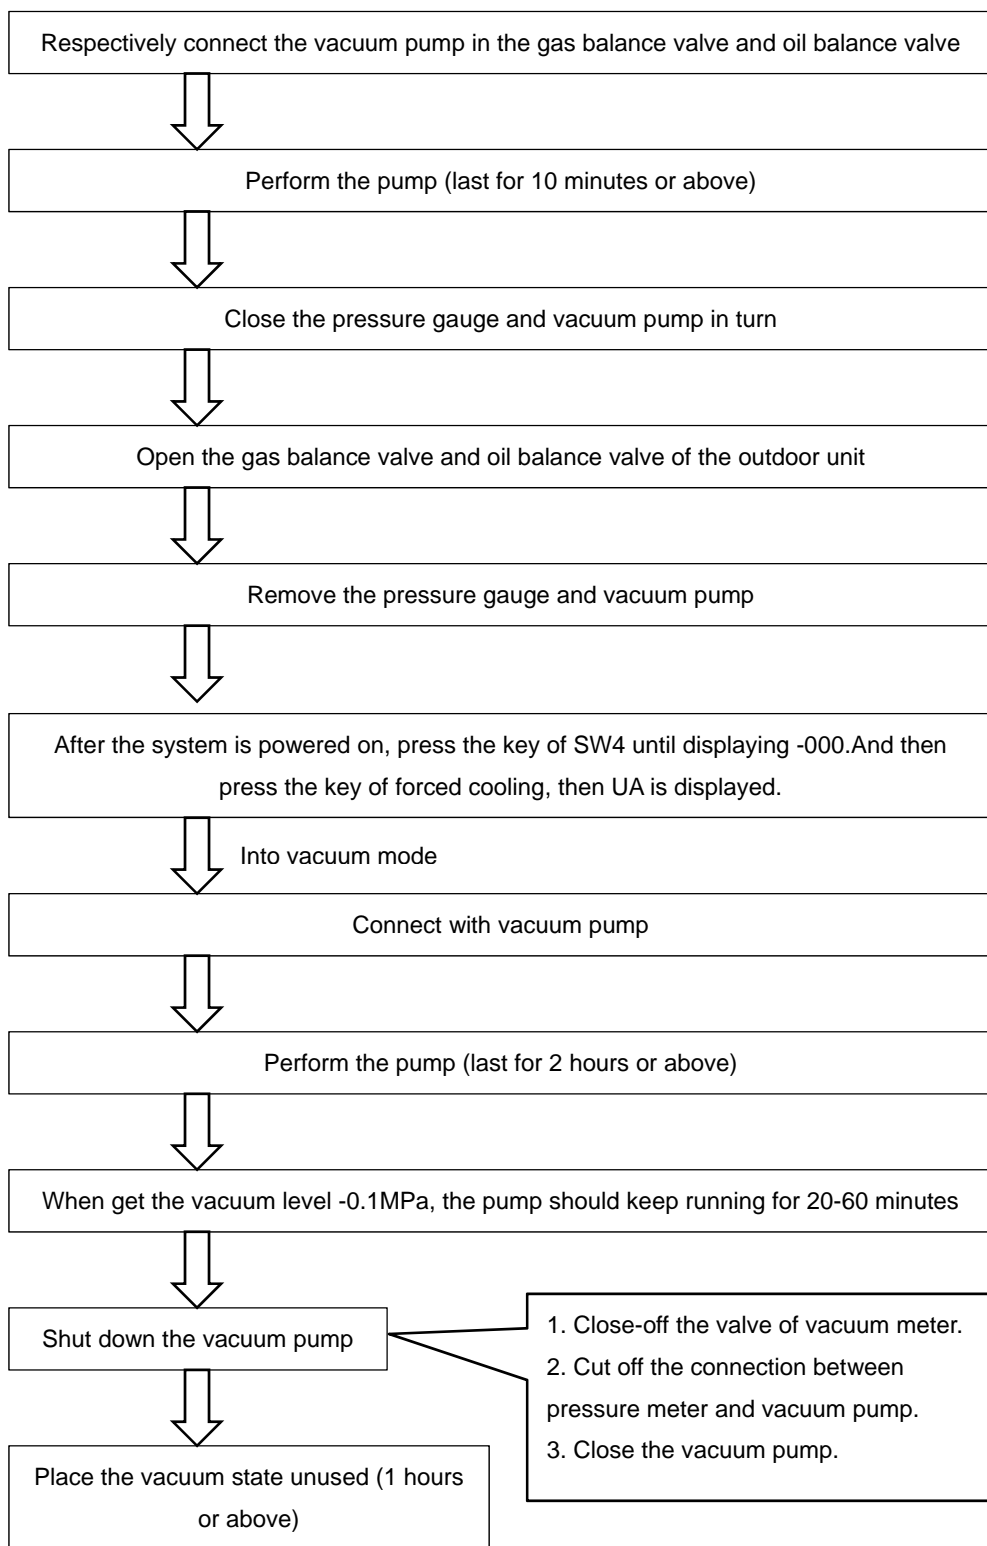 Respectively connect the vacuum pump in the gas balance valve and oil balance valve
Perform the pump (last for 10 minutes or above)
Close the pressure gauge and vacuum pump in turn
Open the gas balance valve and oil balance valve of the outdoor unit
Remove the pressure gauge and vacuum pump
After the system is powered on, press the key of SW4 until displaying -000.And then
press the key of forced cooling, then UA is displayed.
Into vacuum mode
Connect with vacuum pump
Perform the pump (last for 2 hours or above)
When get the vacuum level -0.1MPa, the pump should keep running for 20-60 minutes
Shut down the vacuum pump
1. Close-off the valve of vacuum meter.
2. Cut off the connection between
pressure meter and vacuum pump.
3. Close the vacuum pump.
Place the vacuum state unused (1 hours
or above)